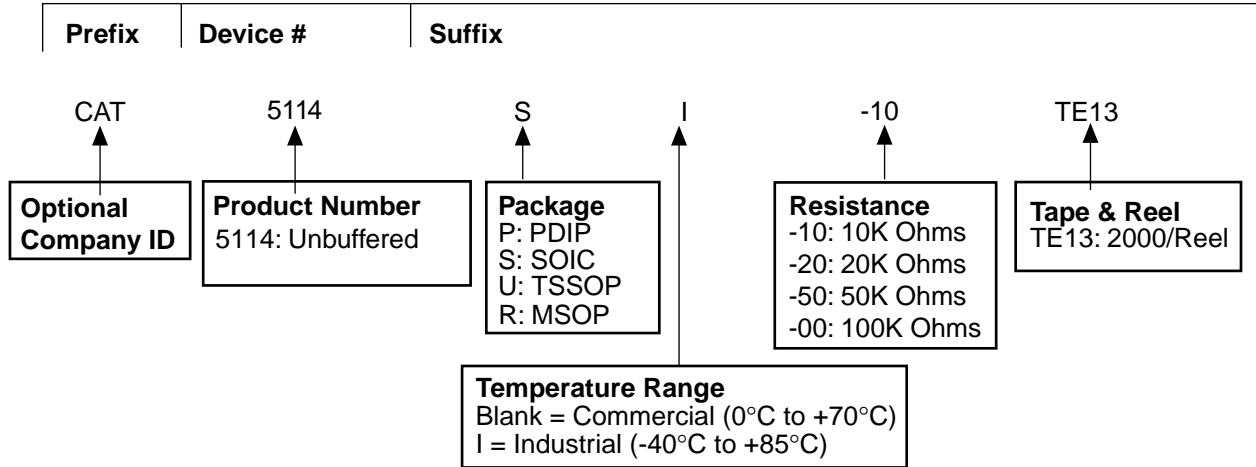 Prefix Device # Suffix
CAT 5114 S I -10 TE13
Optional
Company ID
Product Number
5114: Unbuffered
Package
P: PDIP
S: SOIC
U: TSSOP
R: MSOP
Resistance
-10: 10K Ohms
-20: 20K Ohms
-50: 50K Ohms
-00: 100K Ohms
Tape & Reel
TE13: 2000/Reel
Temperature Range
Blank = Commercial (0°C to +70°C)
I = Industrial (-40°C to +85°C)